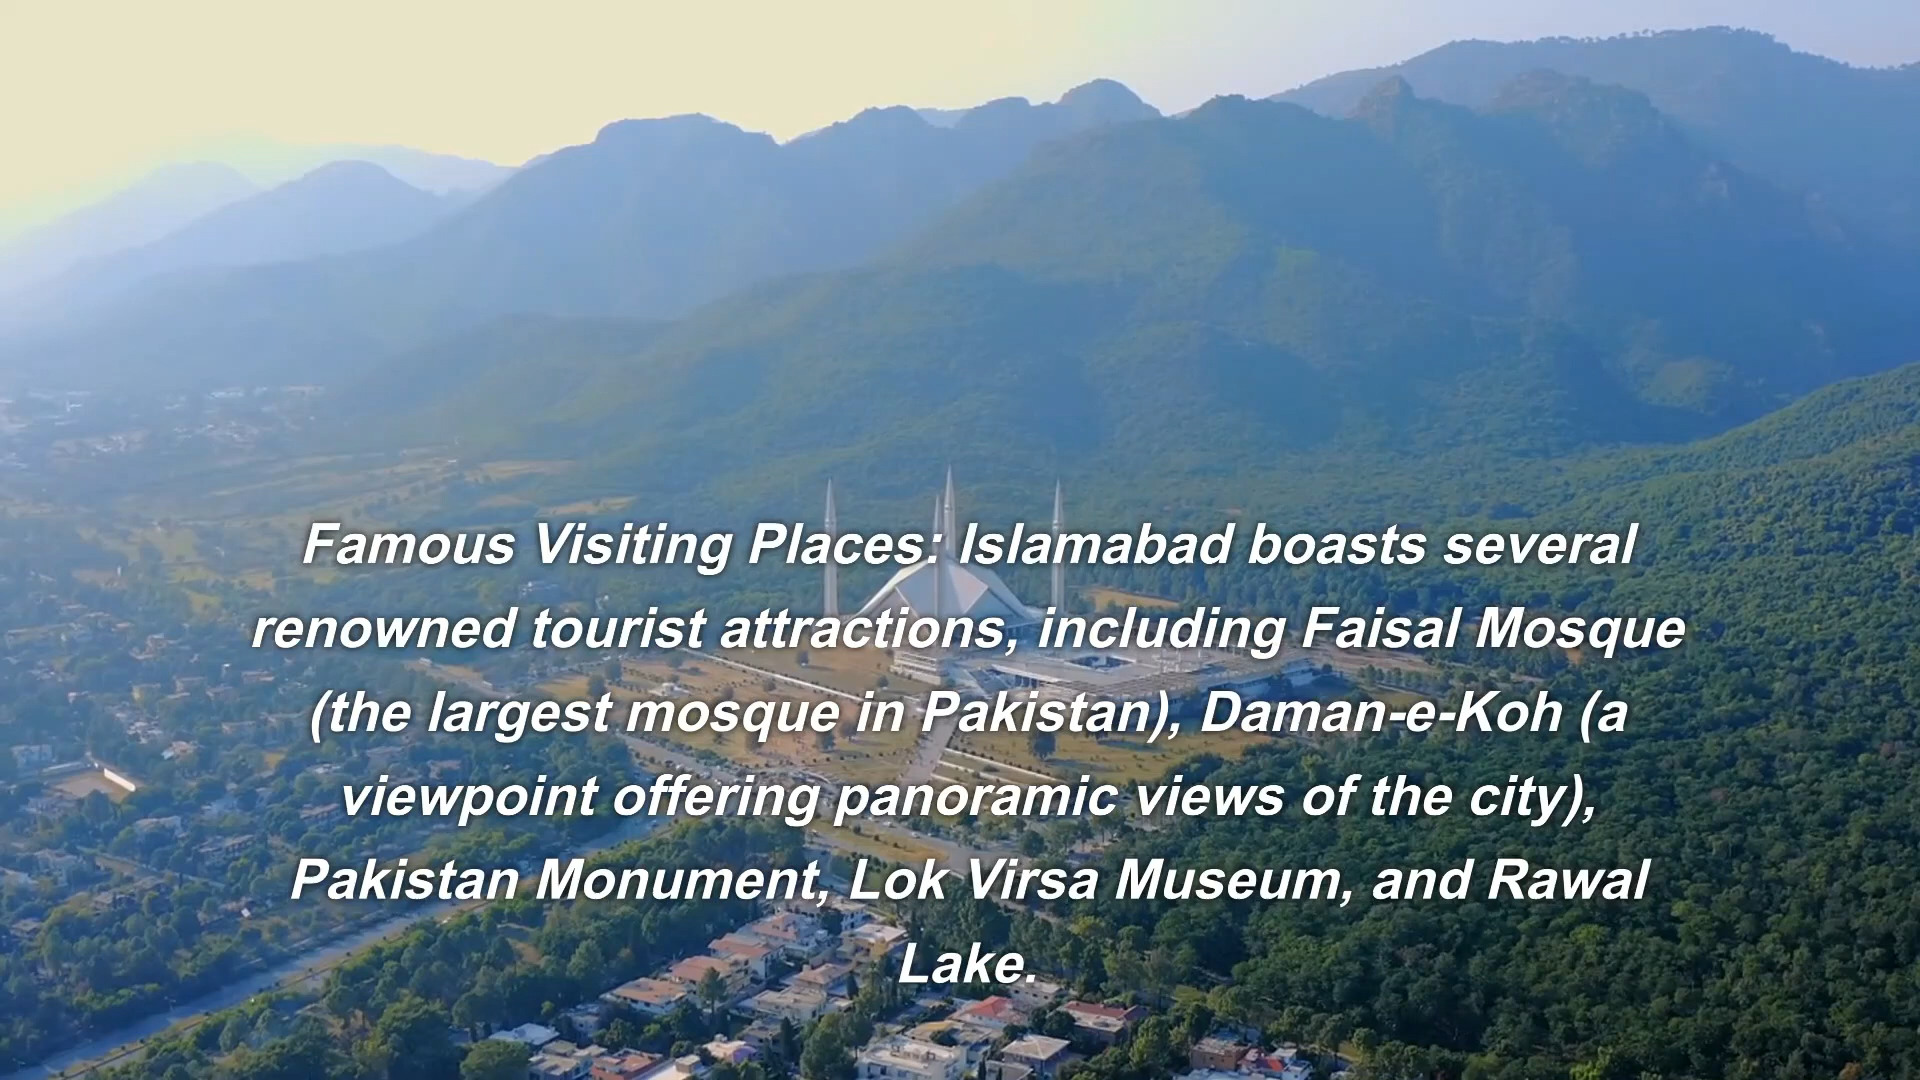 Famous Visiting Places: Islamabad boasts several
renowned tourist attractions, including Faisal Mosque
(the largest mosque in Pakistan), Daman-e-Koh (a
viewpoint offering panoramic views of the city),
Pakistan Monument, Lok Virsa Museum, and Rawal
Lake.